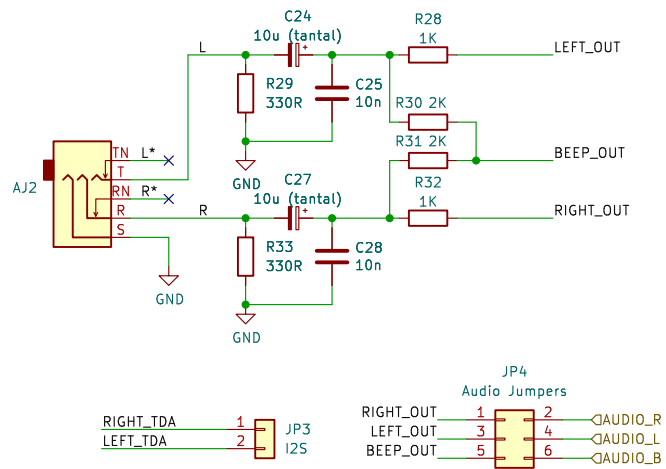 C24
10u (tantal)
+
L
R28
1K
LEFT_OUT
R29
330R
C25
10n
R30 2K
R31 2K
BEEP_OUT
GND
AJ2
TN
L*
T
RN
R*
R
S
R
C27
10u (tantal)
+
R32
1K
RIGHT_OUT
R33
330R
C28
10n
GND
GND
JP3
I2S
RIGHT_TDA
1
LEFT_TDA
2
JP4
Audio Jumpers
RIGHT_OUT
1
2
AUDIO_R
LEFT_OUT
3
4
AUDIO_L
BEEP_OUT
5
6
AUDIO_B